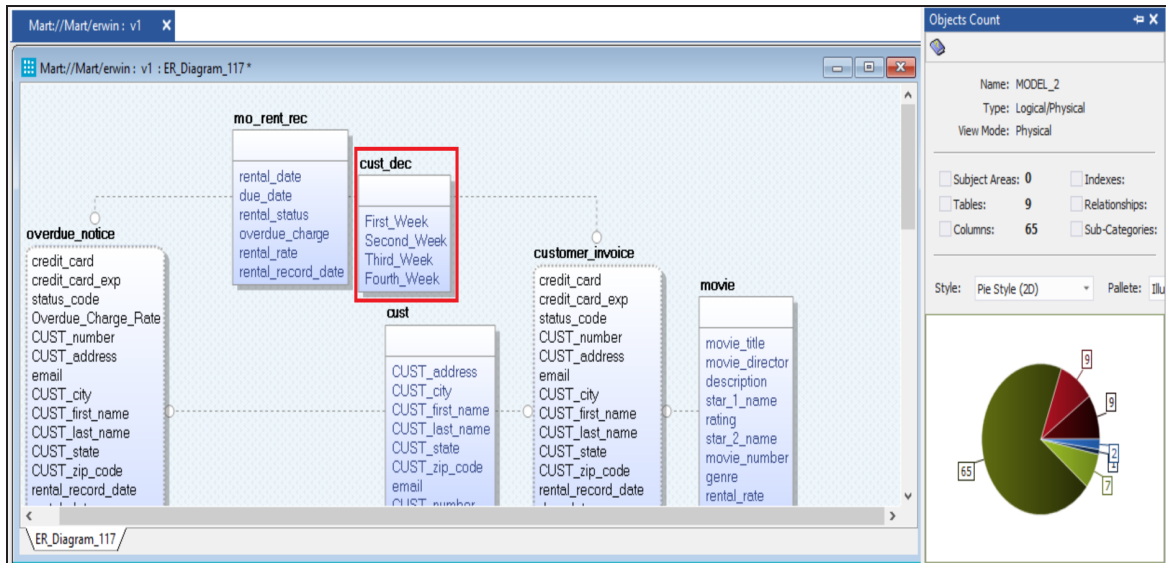 Mart://Mart/erwin : v1 X
Mart://Mart/erwin : v1 : ER_Diagram_117 *
mo_rent_rec
rental_date
due_date
rental_status
overdue_charge
rental_rate
rental_record_date
cust_dec
First_Week
Second_Week
Third_Week
Fourth_Week
overdue_notice
credit_card
credit_card_exp
status_code
Overdue_Charge_Rate
CUST_number
CUST_address
email
CUST_city
CUST_first_name
CUST_last_name
CUST_state
CUST_zip_code
rental_record_date
cust
CUST_address
CUST_city
CUST_first_name
CUST_last_name
CUST_state
CUST_zip_code
email
CUST_number
customer_invoice
credit_card
credit_card_exp
status_code
CUST_number
CUST_address
email
CUST_city
CUST_first_name
CUST_last_name
CUST_state
CUST_zip_code
rental_record_date
movie
movie_title
movie_director
description
star_1_name
rating
star_2_name
movie_number
genre
rental_rate
ER_Diagram_117
Objects Count
Name: MODEL_2
Type: Logical/Physical
View Mode: Physical
Subject Areas: 0 Indexes:
Tables: 9 Relationships:
Columns: 65 Sub-Categories:
Style: Pie Style (2D) Pallete: Illu
9
9
2
1
7
65